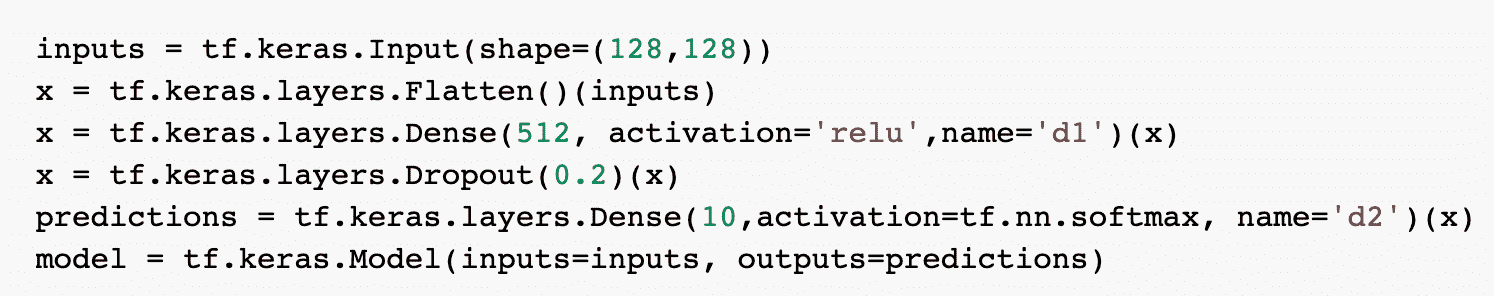 inputs = tf.keras.Input(shape=(128,128))
x = tf.keras.layers.Flatten()(inputs)
x = tf.keras.layers.Dense(512, activation='relu',name='d1')(x)
x = tf.keras.layers.Dropout(0.2)(x)
predictions = tf.keras.layers.Dense(10,activation=tf.nn.softmax, name='d2')(x)
model = tf.keras.Model(inputs=inputs, outputs=predictions)